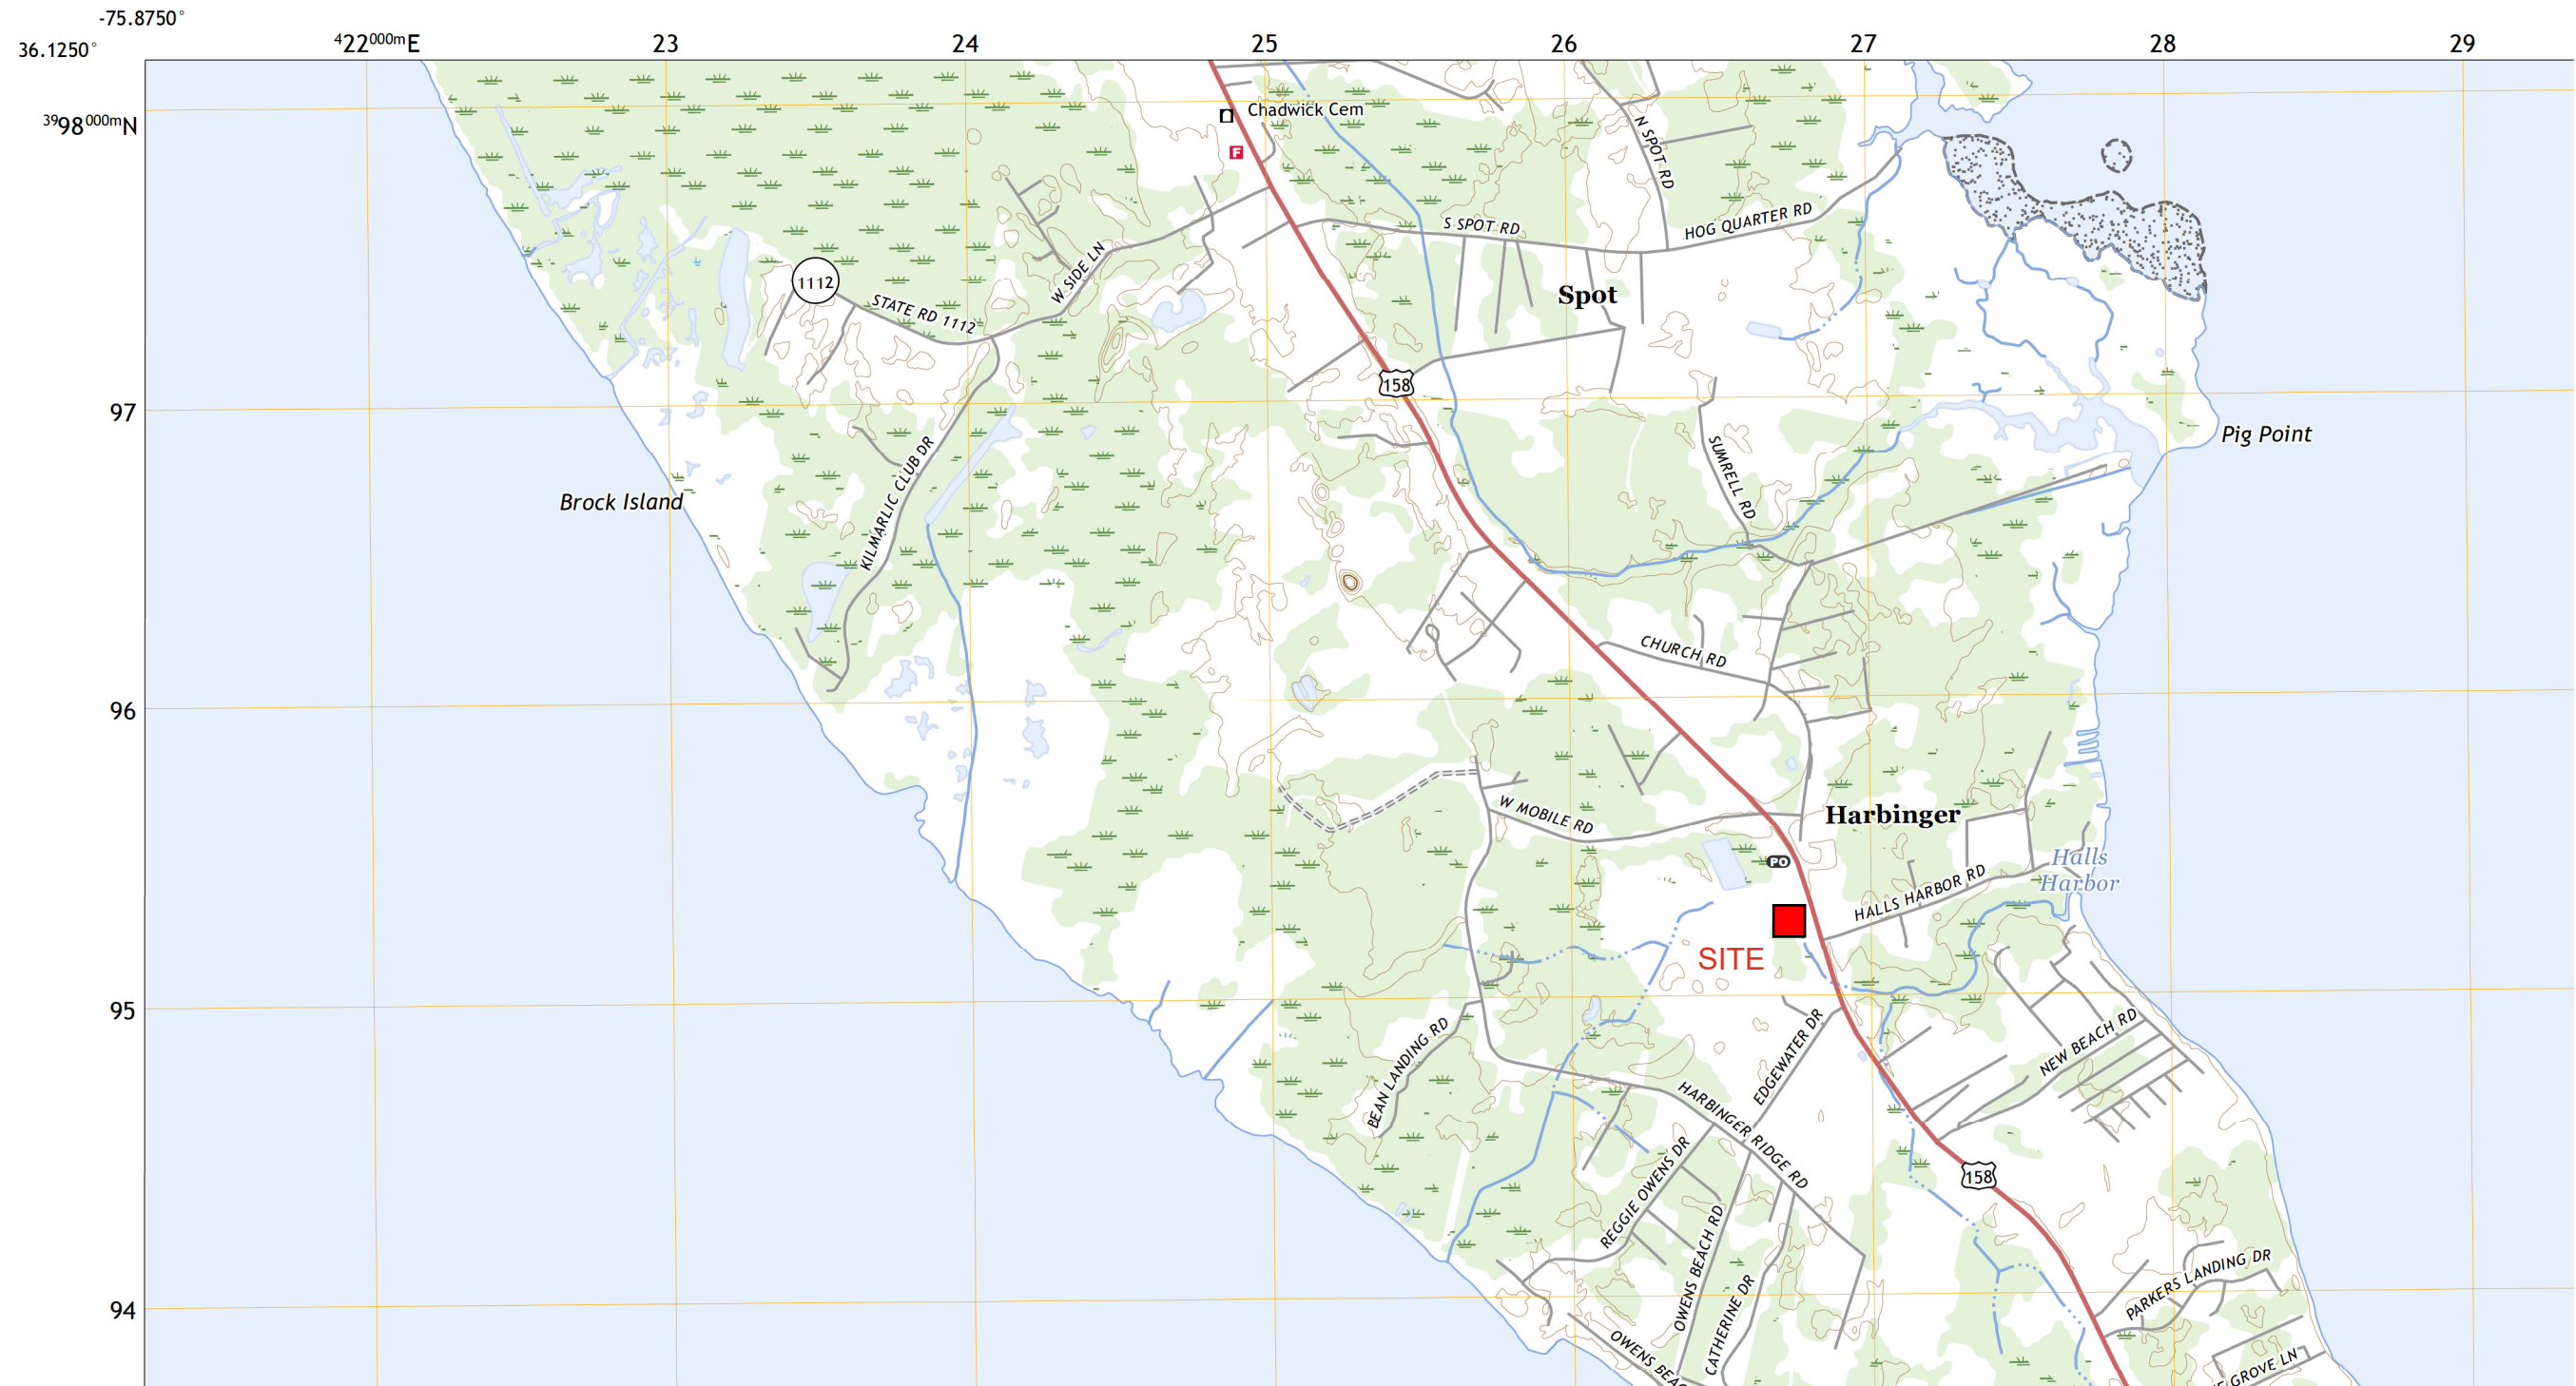 -75.8750°
36.1250°
422000mE 23 24 25 26 27 28 29
3998000mN
Chadwick Cem
F
N SPOT RD
S SPOT RD
HOG QUARTER RD
W SIDE LN
1112
STATE RD 1112
Spot
158
97
Pig Point
KILMARLIC CLUB DR
SUMRELL RD
Brock Island
CHURCH RD
96
W MOBILE RD
Harbinger
PO
Halls
Harbor
HALLS HARBOR RD
SITE
95
BEAN LANDING RD
EDGEWATER DR
NEW BEACH RD
HARBINGER RIDGE RD
REGGIE OWENS DR
158
OWENS BEACH RD
PARKERS LANDING DR
94
CATHERINE DR
OWENS BEAC
GROVE LN